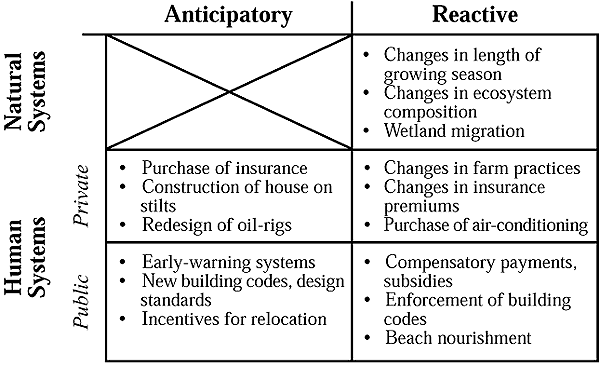 Anticipatory
Reactive
Natural
Systems
• Changes in length of
growing season
• Changes in ecosystem
composition
• Wetland migration
Human
Systems
Private
• Purchase of insurance
• Construction of house on
stilts
• Redesign of oil-rigs
• Changes in farm practices
• Changes in insurance
premiums
• Purchase of air-conditioning
Public
• Early-warning systems
• New building codes, design
standards
• Incentives for relocation
• Compensatory payments,
subsidies
• Enforcement of building
codes
• Beach nourishment